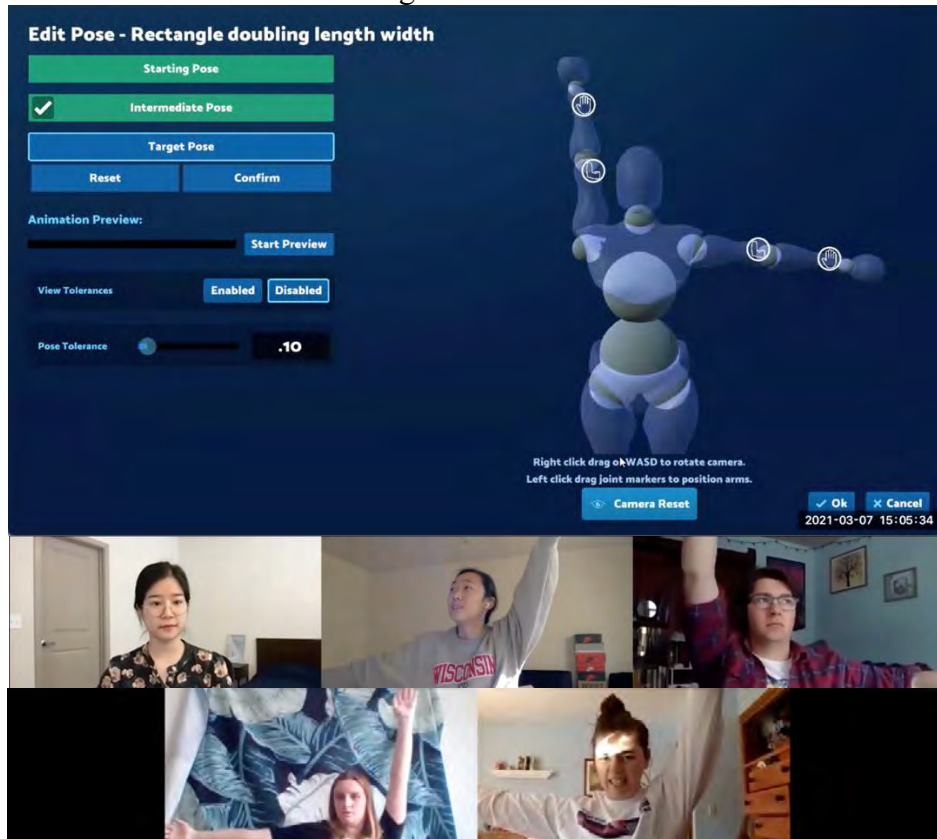 Edit Pose - Rectangle doubling length width
Starting Pose
Intermediate Pose
Target Pose
Reset Confirm
Animation Preview:
Start Preview
View Tolerances Enabled Disabled
Pose Tolerance .10
Right click drag or WASD to rotate camera.
Left click drag joint markers to position arms.
Camera Reset
Ok Cancel
2021-03-07 15:05:34
WISCONSIN